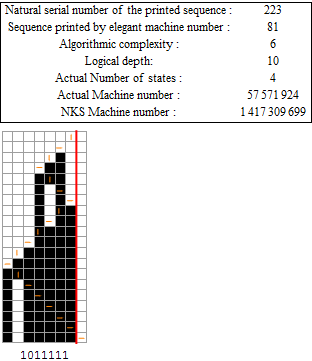 Natural serial number of the printed sequence : 223
Sequence printed by elegant machine number : 81
Algorithmic complexity : 6
Logical depth: 10
Actual Number of states : 4
Actual Machine number : 57 571 924
NKS Machine number : 1 417 309 699
1011111